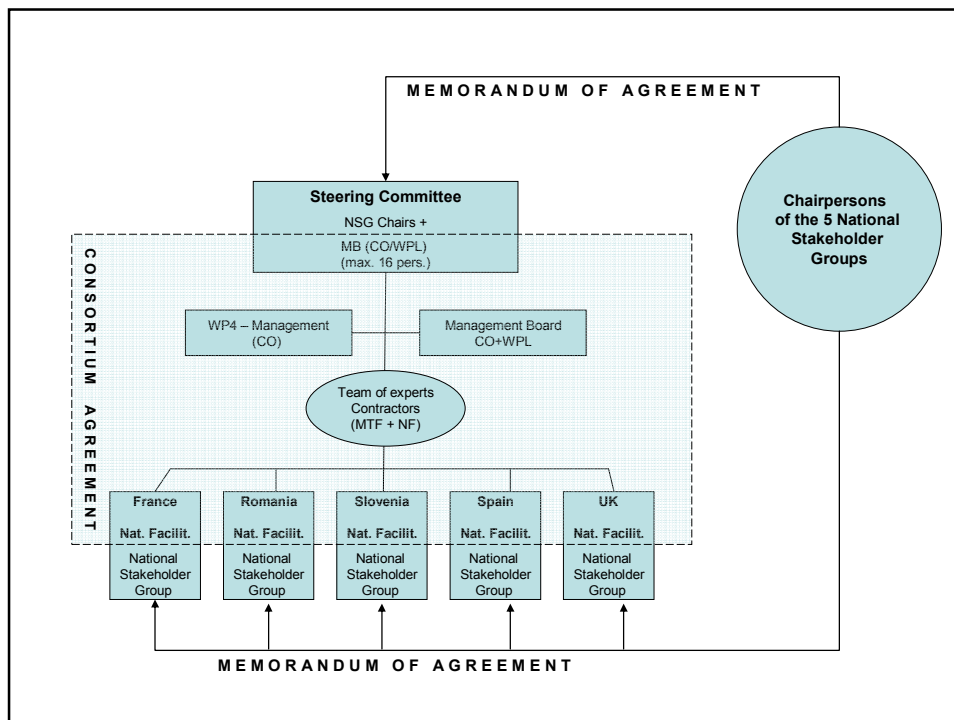 MEMORANDUM OF AGREEMENT
Chairpersons
of the 5 National
Stakeholder
Groups
Steering Committee
NSG Chairs +
MB (CO/WPL)
(max. 16 pers.)
CONSORTIUM AGREEMENT
WP4 – Management
(CO)
Management Board
CO+WPL
Team of experts
Contractors
(MTF + NF)
France
Nat. Facilit.
National
Stakeholder
Group
Romania
Nat. Facilit.
National
Stakeholder
Group
Slovenia
Nat. Facilit.
National
Stakeholder
Group
Spain
Nat. Facilit.
National
Stakeholder
Group
UK
Nat. Facilit.
National
Stakeholder
Group
MEMORANDUM OF AGREEMENT